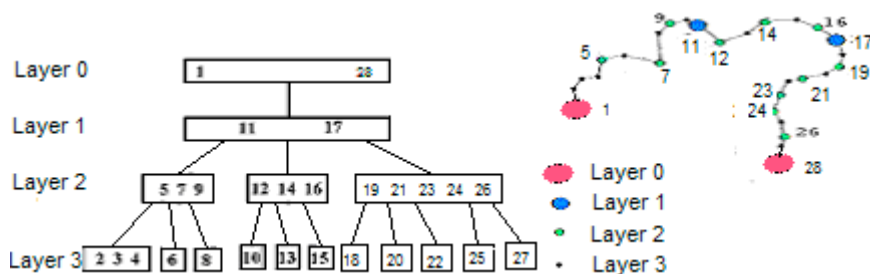 Layer 0 1 28
Layer 1 11 17
Layer 2 5 7 9 12 14 16 19 21 23 24 26
Layer 3 2 3 4 6 8 10 13 15 18 20 22 25 27
9
16
11
14
17
12
5
7
19
21
23
24
1
26
28
Layer 0
Layer 1
Layer 2
Layer 3